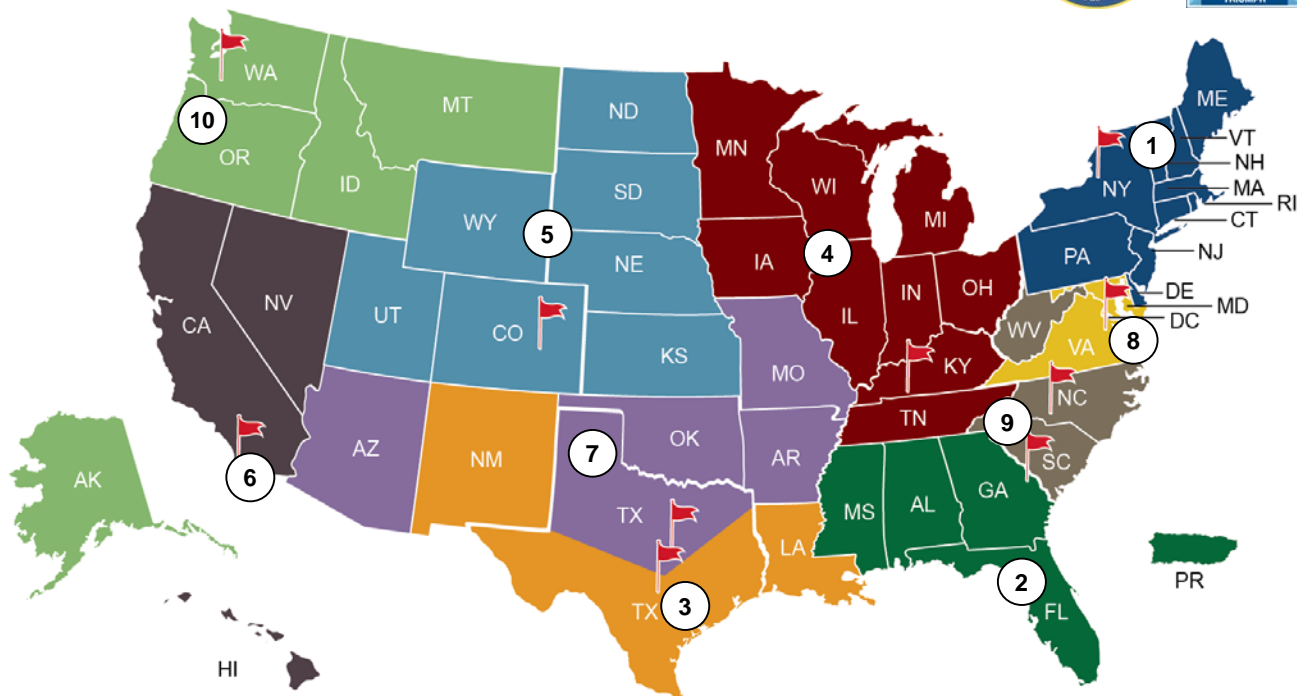 TRIUMPH
WA
MT
ND
MN
ME
10
OR
ID
VT
1
NH
WI
MI
NY
MA
RI
SD
WY
5
CT
4
IA
NJ
PA
NE
NV
IN
OH
DE
MD
CA
UT
CO
IL
WV
DC
VA
8
KS
KY
MO
NC
TN
9
AZ
NM
7
OK
AR
SC
6
AK
GA
TX
MS
AL
LA
2
PR
TX
3
FL
HI